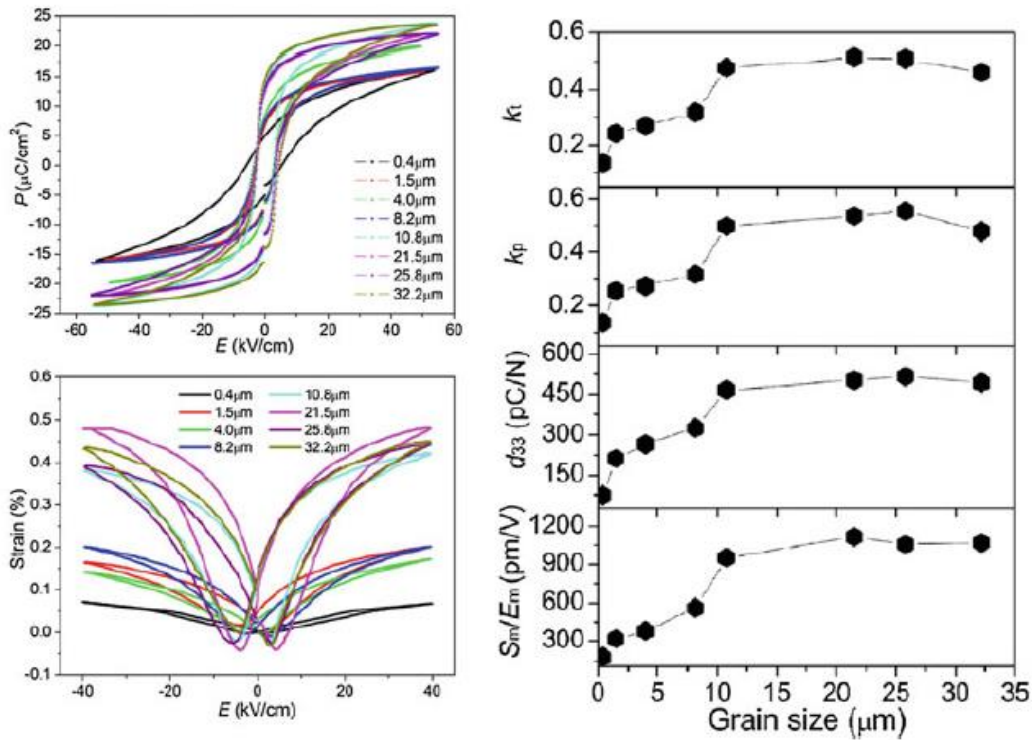 25
20
15
10
5
0
-5
-10
-15
-20
-25
P(μC/cm²)
0.4μm
1.5μm
4.0μm
8.2μm
10.8μm
21.5μm
25.8μm
32.2μm
-60 -40 -20 0 20 40 60
E (kV/cm)
0.6
0.5
0.4
0.3
0.2
0.1
0.0
-0.1
Strain (%)
0.4μm 10.8μm
1.5μm 21.5μm
4.0μm 25.8μm
8.2μm 32.2μm
-40 -20 0 20 40
E (kV/cm)
0.6
0.4
0.2
kt
0.6
0.4
0.2
kp
600
450
300
150
d33 (pC/N)
1200
900
600
300
Sm/Em (pm/V)
0 5 10 15 20 25 30 35
Grain size (μm)